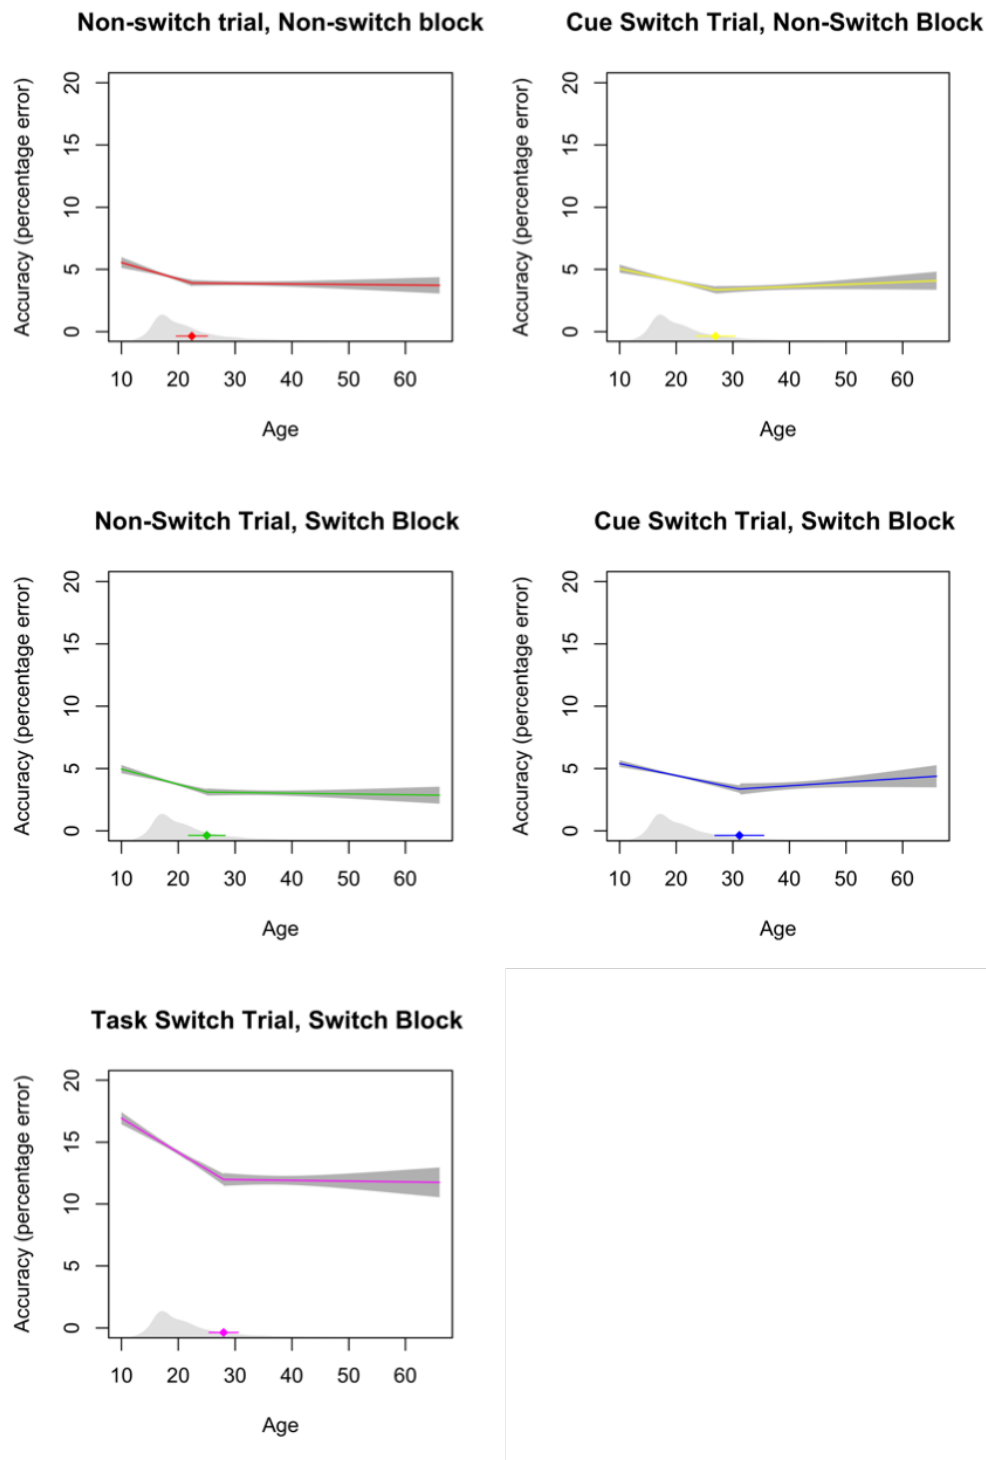 Non-switch trial, Non-switch block
Accuracy (percentage error)
20
15
10
5
0
10 20 30 40 50 60
Age
Cue Switch Trial, Non-Switch Block
Accuracy (percentage error)
20
15
10
5
0
10 20 30 40 50 60
Age
Non-Switch Trial, Switch Block
Accuracy (percentage error)
20
15
10
5
0
10 20 30 40 50 60
Age
Cue Switch Trial, Switch Block
Accuracy (percentage error)
20
15
10
5
0
10 20 30 40 50 60
Age
Task Switch Trial, Switch Block
Accuracy (percentage error)
20
15
10
5
0
10 20 30 40 50 60
Age